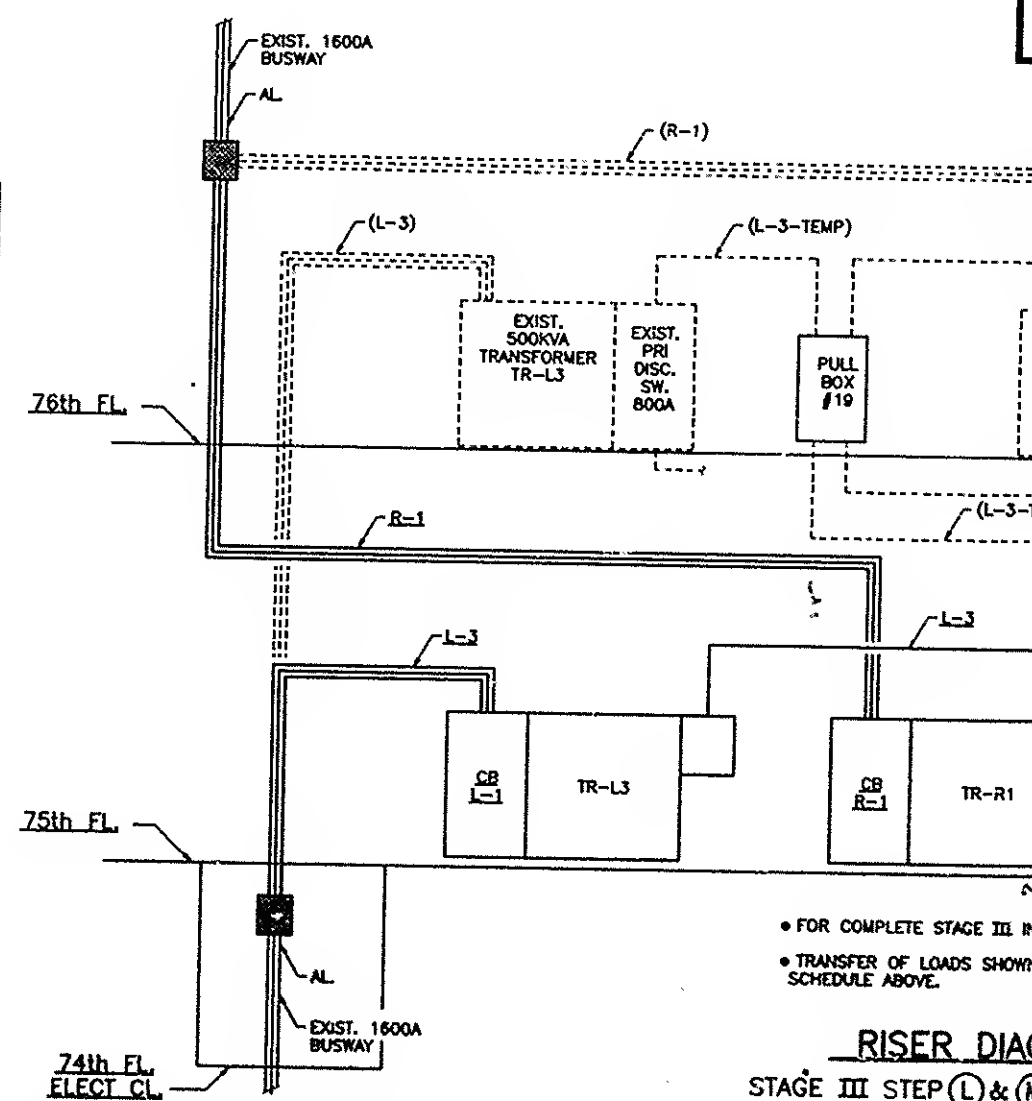 EXIST. 1600A
BUSWAY
AL.
(R-1)
(L-3)
(L-3-TEMP)
EXIST.
500KVA
TRANSFORMER
TR-L3
EXIST.
PRI
DISC.
SW.
800A
PULL
BOX
#19
76th FL.
(L-3-
R-1
L-3
L-3
CB
L-1
TR-L3
CB
R-1
TR-R1
75th FL.
• FOR COMPLETE STAGE III
• TRANSFER OF LOADS SHOWN
SCHEDULE ABOVE.
AL.
EXIST. 1600A
BUSWAY
74th FL.
ELECT CL.
RISER DIAG
STAGE III STEP (L) & (